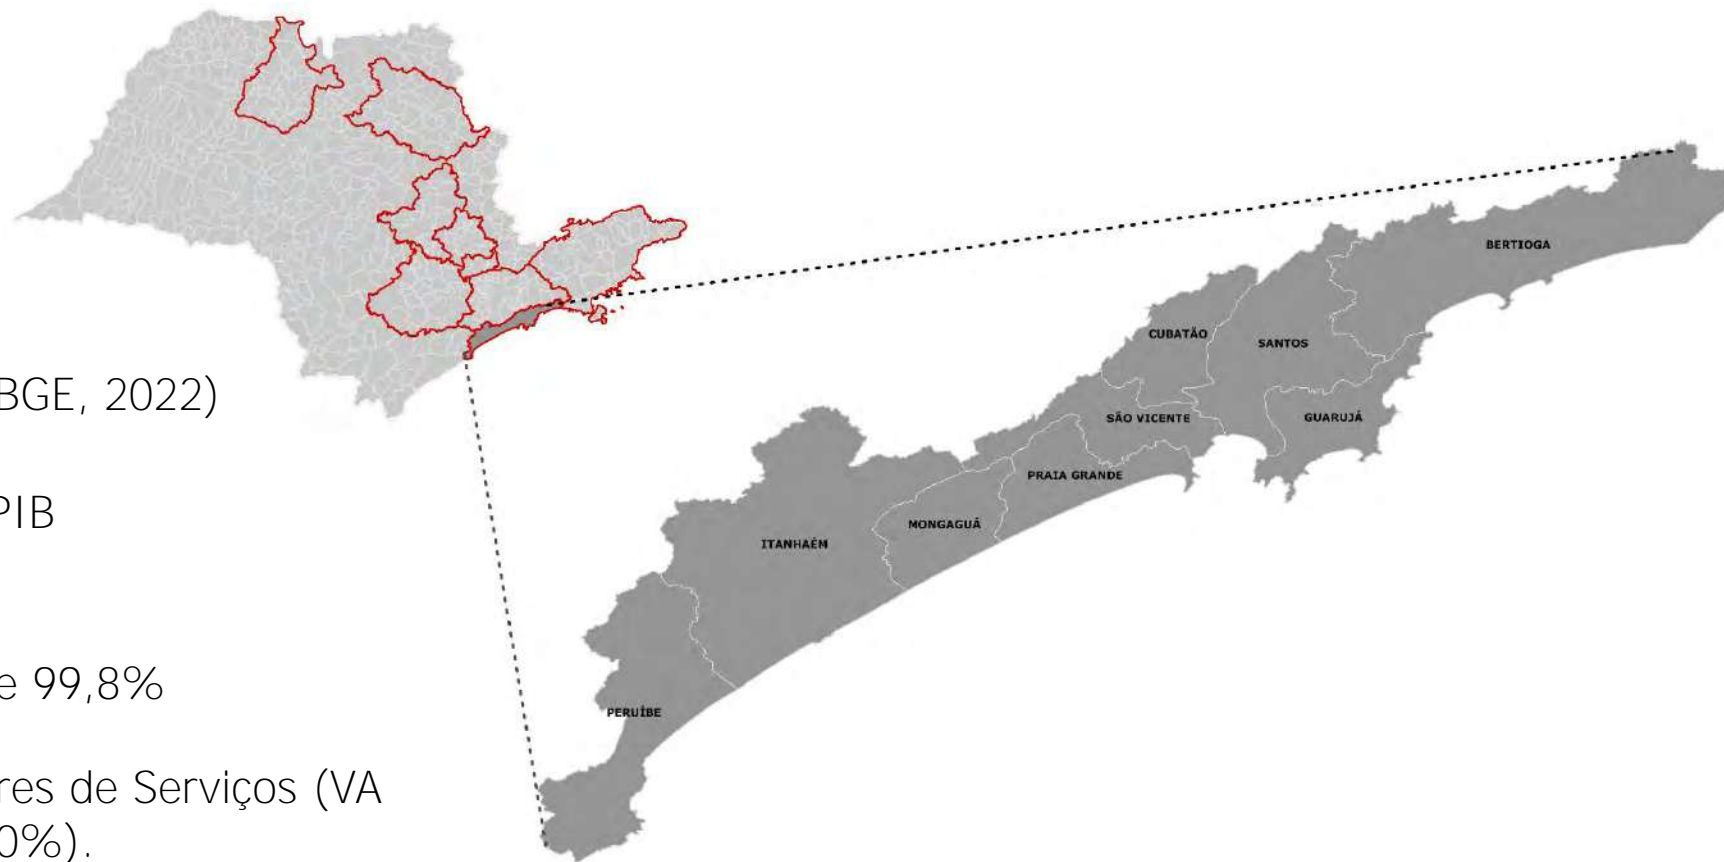 BGE, 2022)
PIB
e 99,8%
res de Serviços (VA
0%).
BERTIOGA
CUBATÃO
SANTOS
SÃO VICENTE
GUARUJÁ
PRAIA GRANDE
MONGAGUÁ
ITANHAÉM
PERUÍBE